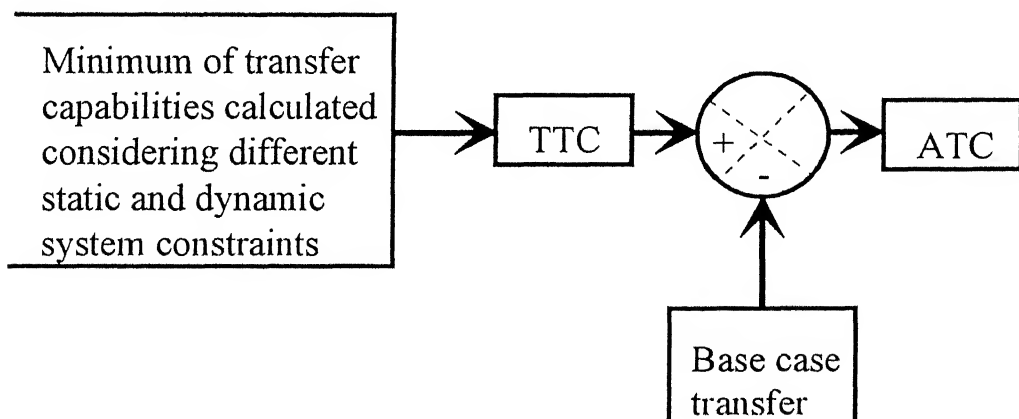 Minimum of transfer
capabilities calculated
considering different
static and dynamic
system constraints
TTC
+
-
ATC
Base case
transfer